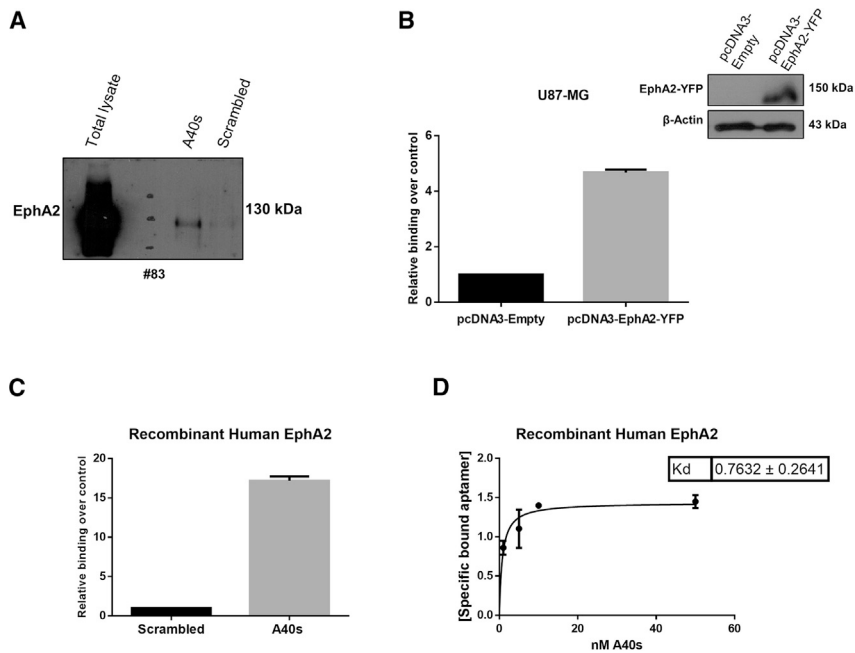 A
Total lysate
A40s
Scrambled
EphA2
130 kDa
#83
B
pcDNA3-
Empty
pcDNA3-
EphA2-YFP
EphA2-YFP
150 kDa
β-Actin
43 kDa
U87-MG
Relative binding over control
6
4
2
0
pcDNA3-Empty
pcDNA3-EphA2-YFP
C
Recombinant Human EphA2
Relative binding over control
20
15
10
5
0
Scrambled
A40s
D
Recombinant Human EphA2
Kd 0.7632 ± 0.2641
[Specific bound aptamer]
2.0
1.5
1.0
0.5
0.0
0 20 40 60
nM A40s